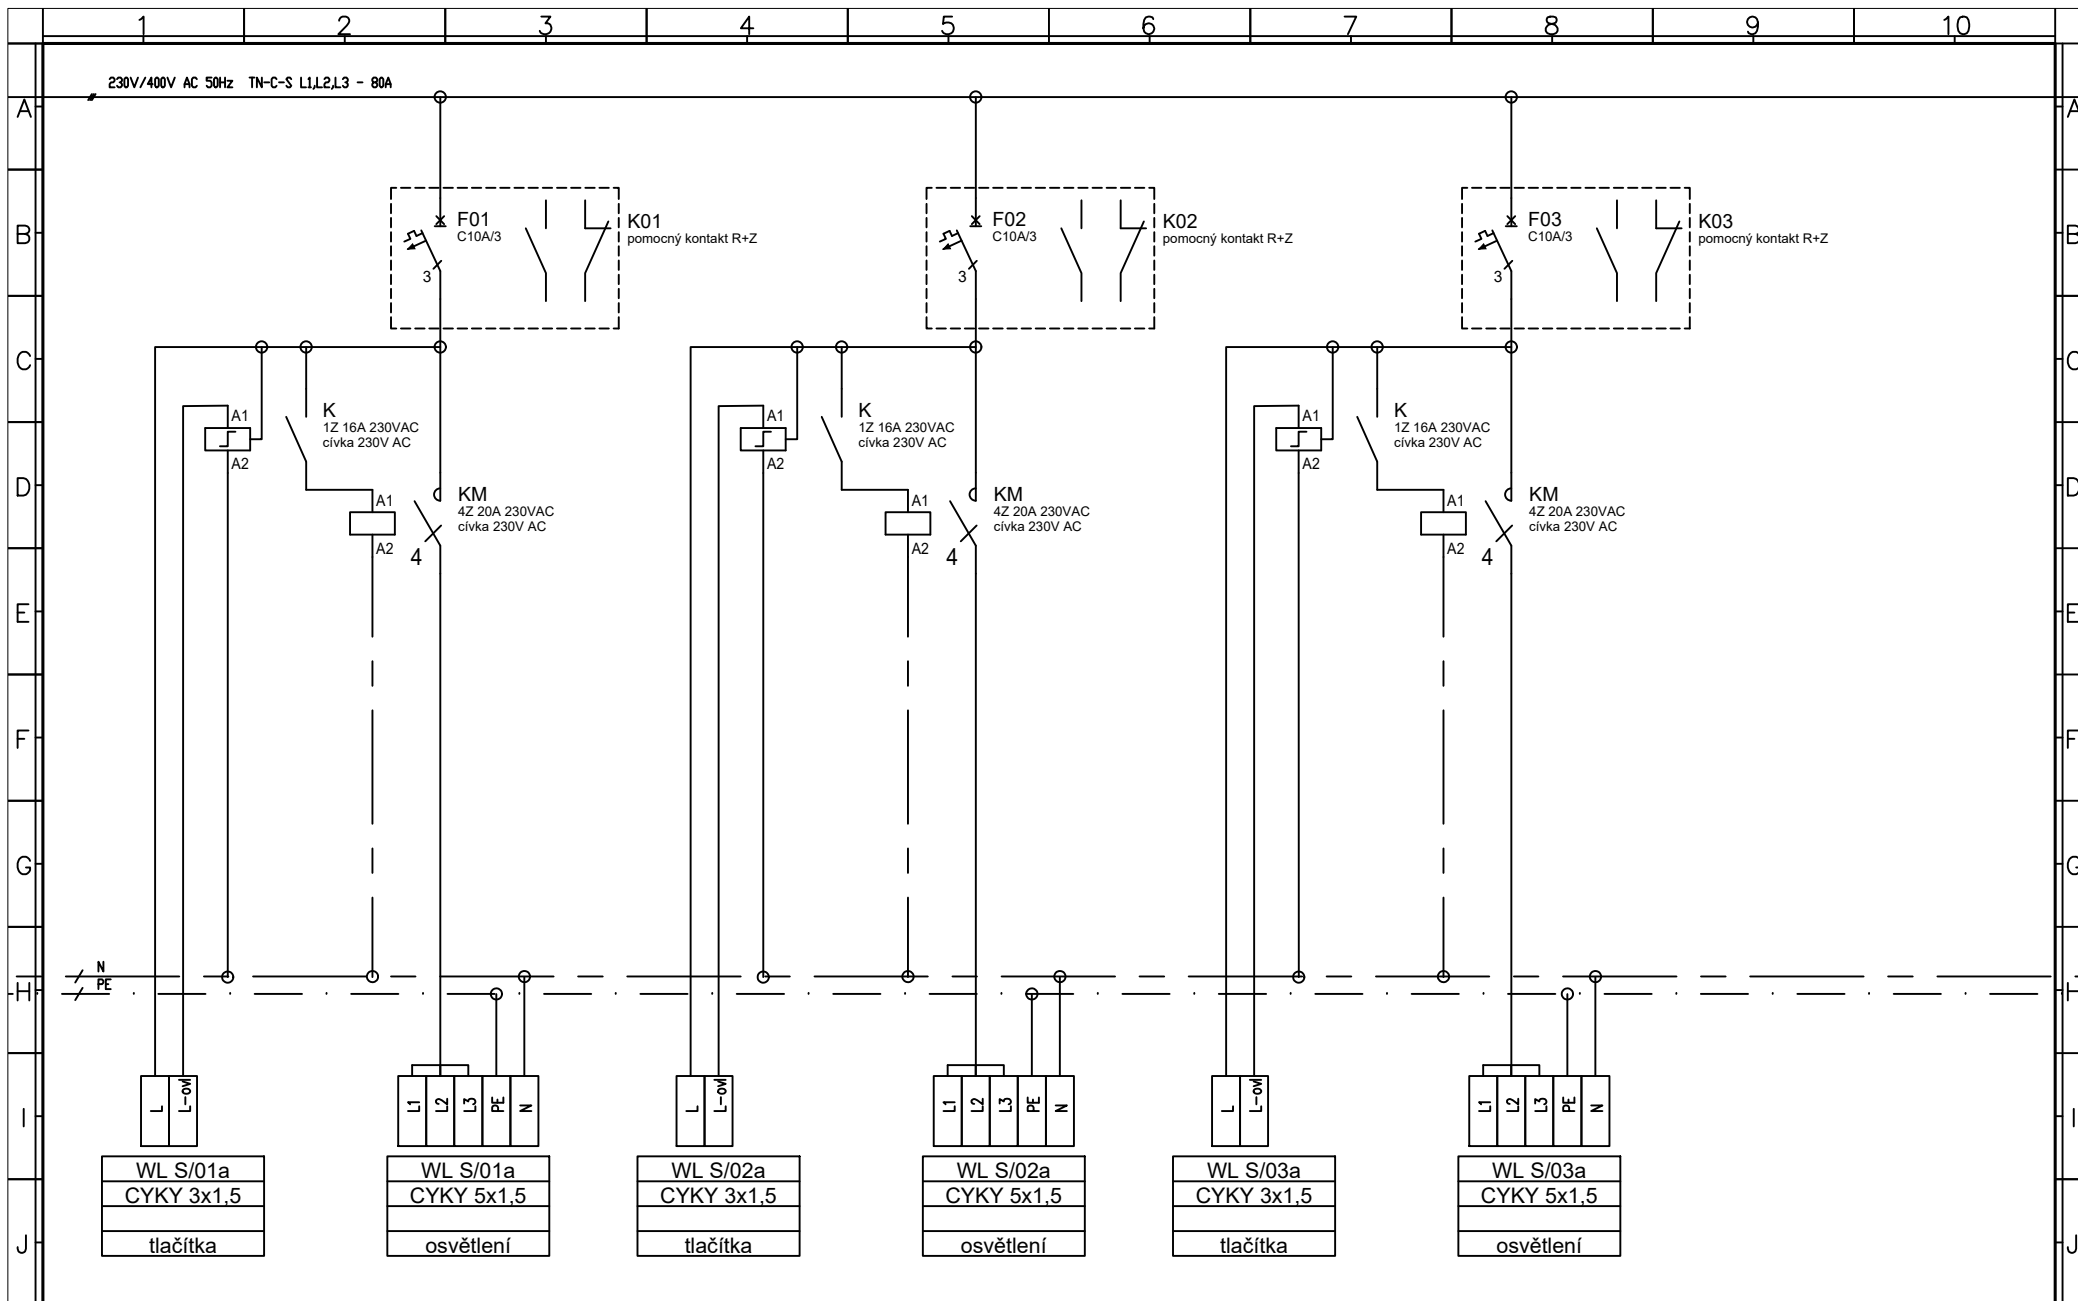 1 2 3 4 5 6 7 8 9 10
230V/400V AC 50Hz TN-C-S L1,L2,L3 - 80A
A A
B B
C C
D D
E E
F F
G G
H H
I I
J J
F01
C10A/3
3
K01
pomocný kontakt R+Z
F02
C10A/3
3
K02
pomocný kontakt R+Z
F03
C10A/3
3
K03
pomocný kontakt R+Z
A1
A2
K
1Z 16A 230VAC
cívka 230V AC
A1
A2
KM
4Z 20A 230VAC
cívka 230V AC
4
A1
A2
K
1Z 16A 230VAC
cívka 230V AC
A1
A2
KM
4Z 20A 230VAC
cívka 230V AC
4
A1
A2
K
1Z 16A 230VAC
cívka 230V AC
A1
A2
KM
4Z 20A 230VAC
cívka 230V AC
4
N
PE
L L-ovl
L1 L2 L3 PE N
L L-ovl
L1 L2 L3 PE N
L L-ovl
L1 L2 L3 PE N
WL S/01a
CYKY 3x1,5
tlačítka
WL S/01a
CYKY 5x1,5
osvětlení
WL S/02a
CYKY 3x1,5
tlačítka
WL S/02a
CYKY 5x1,5
osvětlení
WL S/03a
CYKY 3x1,5
tlačítka
WL S/03a
CYKY 5x1,5
osvětlení